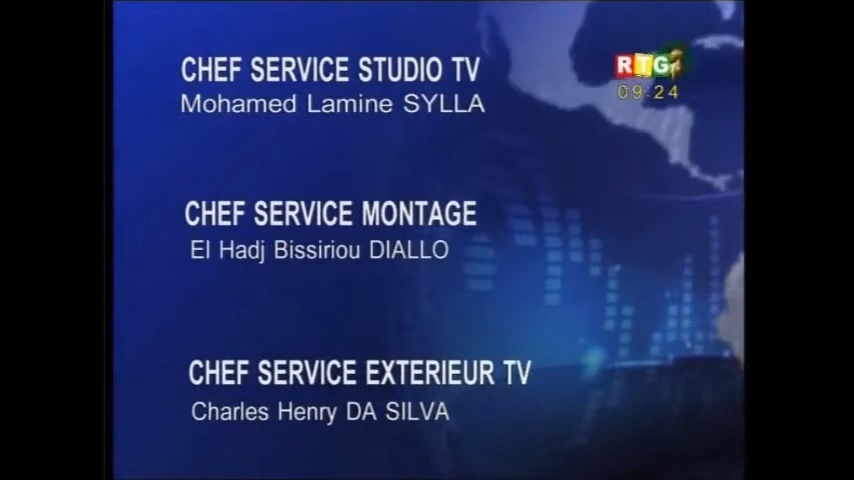 CHEF SERVICE STUDIO TV
Mohamed Lamine SYLLA
RTG
09:24
CHEF SERVICE MONTAGE
El Hadj Bissiriou DIALLO
CHEF SERVICE EXTERIEUR TV
Charles Henry DA SILVA